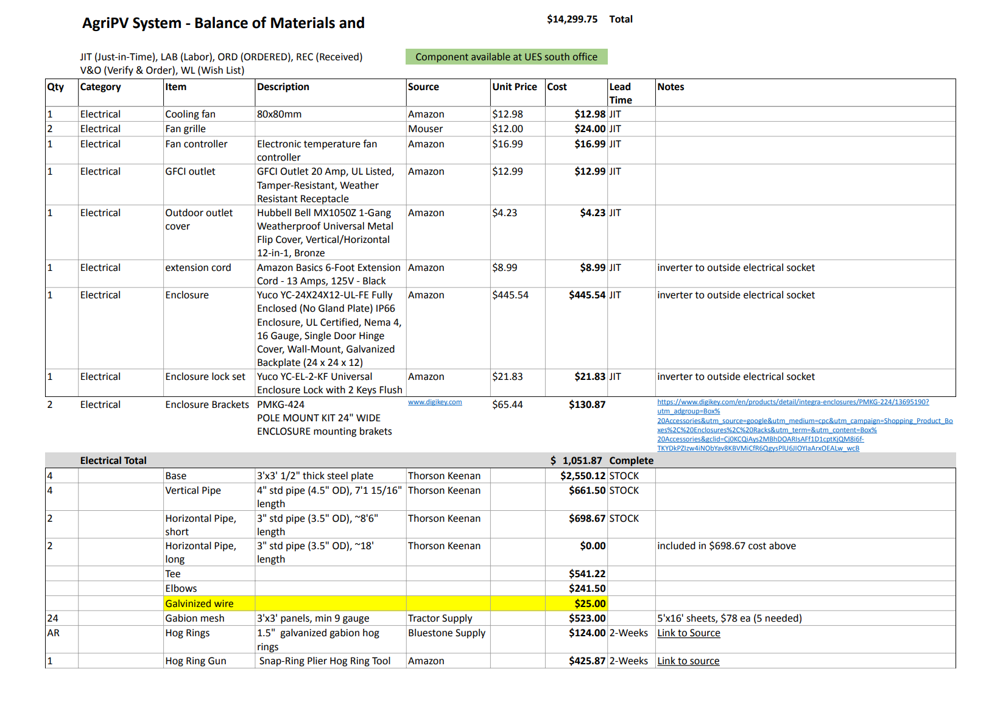 AgriPV System - Balance of Materials and
$14,299.75 Total
JIT (Just-in-Time), LAB (Labor), ORD (ORDERED), REC (Received)
V&O (Verify & Order), WL (Wish List)
Component available at UES south office
Qty Category Item Description Source Unit Price Cost Lead Time Notes
1 Electrical Cooling fan 80x80mm Amazon $12.98 $12.98 JIT
2 Electrical Fan grille Mouser $12.00 $24.00 JIT
1 Electrical Fan controller Electronic temperature fan Amazon $16.99 $16.99 JIT
controller
1 Electrical GFCI outlet GFCI Outlet 20 Amp, UL Listed, Amazon $12.99 $12.99 JIT
Tamper-Resistant, Weather
Resistant Receptacle
1 Electrical Outdoor outlet Hubbell Bell MX1050Z 1-Gang Amazon $4.23 $4.23 JIT
cover Weatherproof Universal Metal
Flip Cover, Vertical/Horizontal
12-in-1, Bronze
1 Electrical extension cord Amazon Basics 6-Foot Extension Amazon $8.99 $8.99 JIT inverter to outside electrical socket
Cord - 13 Amps, 125V - Black
1 Electrical Enclosure Yuco YC-24X24X12-UL-FE Fully Amazon $445.54 $445.54 JIT inverter to outside electrical socket
Enclosed (No Gland Plate) IP66
Enclosure, UL Certified, Nema 4,
16 Gauge, Single Door Hinge
Cover, Wall-Mount, Galvanized
Backplate (24 x 24 x 12)
1 Electrical Enclosure lock set Yuco YC-EL-2-KF Universal Amazon $21.83 $21.83 JIT inverter to outside electrical socket
Enclosure Lock with 2 Keys Flush
2 Electrical Enclosure Brackets PMKG-424 www.digikey.com $65.44 $130.87
POLE MOUNT KIT 24" WIDE
ENCLOSURE mounting brakets
https://www.digikey.com/en/products/detail/integra-enclosures/PMKG-224/13695190?
utm_adgroup=Box%
20Accessories&utm_source=google&utm_medium=cpc&utm_campaign=Shopping_Product_Bo
xes%2C%20Enclosures%2C%20Racks&utm_term=&utm_content=Box%
20Accessories&gclid=Cj0KCQiAys2MBhDOARIsAFf1D1cptKjQM8i6f-
TKYDkPZIzw4iNObYav8KBVMiCfR6QgysPlU6JIOYIaArxOEALw_wcB
Electrical Total $ 1,051.87 Complete
4 Base 3'x3' 1/2" thick steel plate Thorson Keenan $2,550.12 STOCK
4 Vertical Pipe 4" std pipe (4.5" OD), 7'1 15/16" Thorson Keenan $661.50 STOCK
length
2 Horizontal Pipe, 3" std pipe (3.5" OD), ~8'6" Thorson Keenan $698.67 STOCK
short length
2 Horizontal Pipe, 3" std pipe (3.5" OD), ~18' Thorson Keenan $0.00 included in $698.67 cost above
long length
Tee $541.22
Elbows $241.50
Galvinized wire $25.00
24 Gabion mesh 3'x3' panels, min 9 gauge Tractor Supply $523.00 5'x16' sheets, $78 ea (5 needed)
AR Hog Rings 1.5" galvanized gabion hog Bluestone Supply $124.00 2-Weeks Link to Source
rings
1 Hog Ring Gun Snap-Ring Plier Hog Ring Tool Amazon $425.87 2-Weeks Link to source